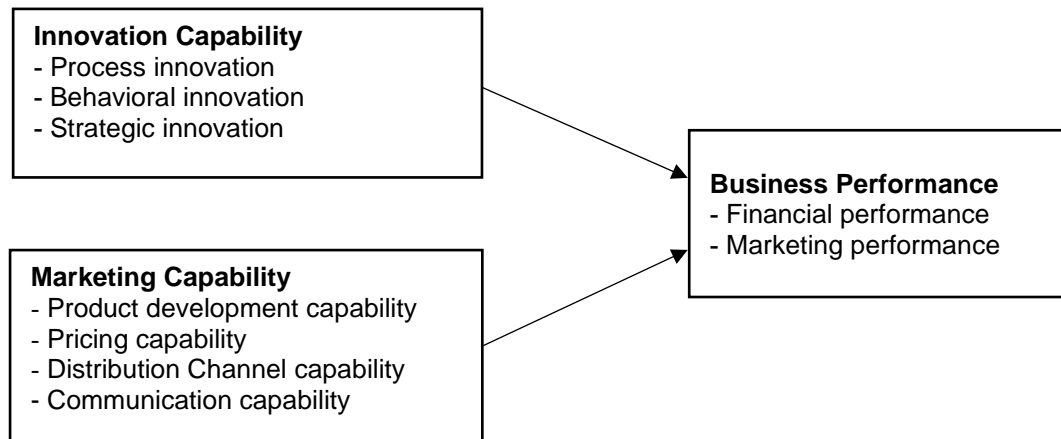 Innovation Capability
- Process innovation
- Behavioral innovation
- Strategic innovation
Business Performance
- Financial performance
- Marketing performance
Marketing Capability
- Product development capability
- Pricing capability
- Distribution Channel capability
- Communication capability